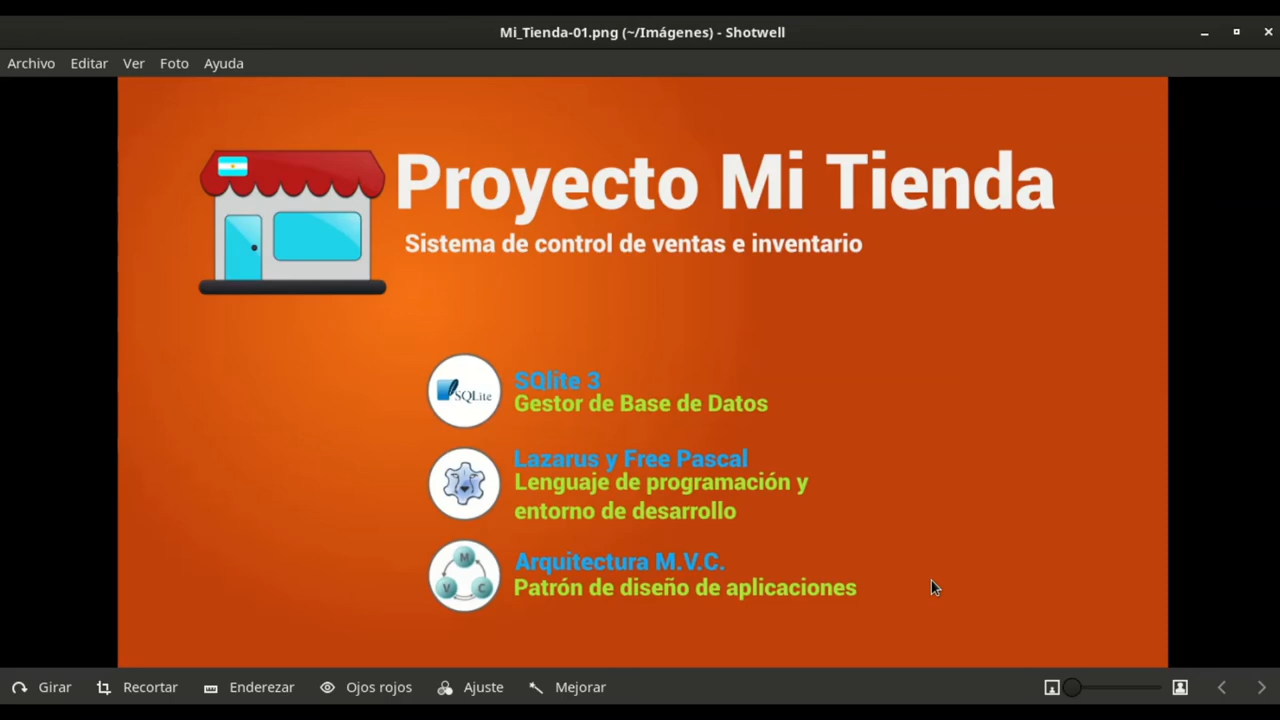 Mi_Tienda-01.png (~/Imágenes) - Shotwell
Archivo Editar Ver Foto Ayuda
Proyecto Mi Tienda
Sistema de control de ventas e inventario
SQLite
SQlite 3
Gestor de Base de Datos
Lazarus y Free Pascal
Lenguaje de programación y
entorno de desarrollo
M
V C
Arquitectura M.V.C.
Patrón de diseño de aplicaciones
Girar Recortar Enderezar Ojos rojos Ajuste Mejorar